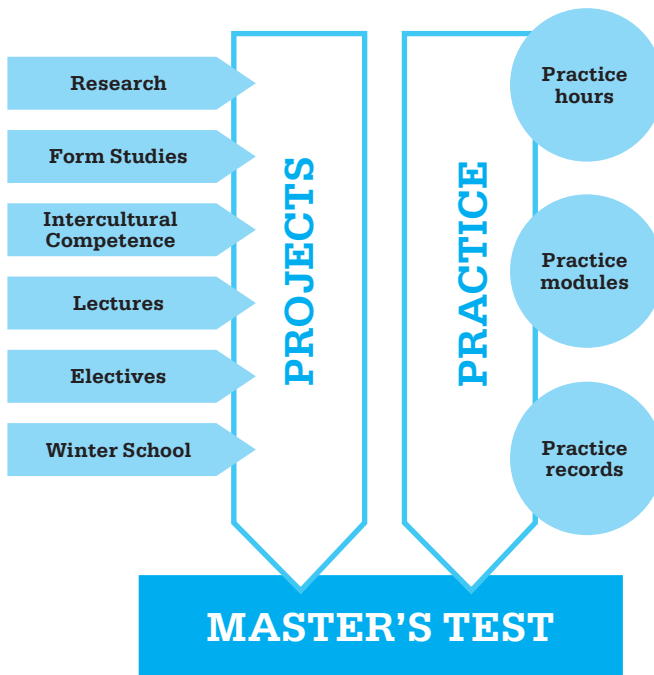 Research
Form Studies
Intercultural
Competence
Lectures
Electives
Winter School
PROJECTS
PRACTICE
Practice
hours
Practice
modules
Practice
records
MASTER'S TEST